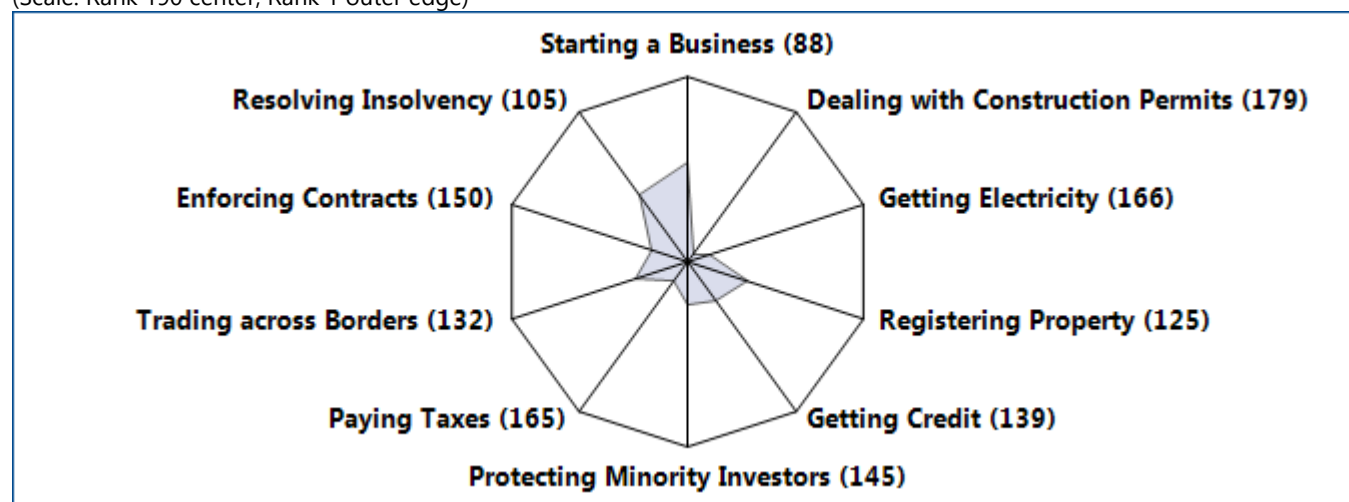 (Scale: Rank 190 center, Rank 1 outer edge)
Starting a Business (88)
Resolving Insolvency (105)
Dealing with Construction Permits (179)
Enforcing Contracts (150)
Getting Electricity (166)
Trading across Borders (132)
Registering Property (125)
Paying Taxes (165)
Getting Credit (139)
Protecting Minority Investors (145)